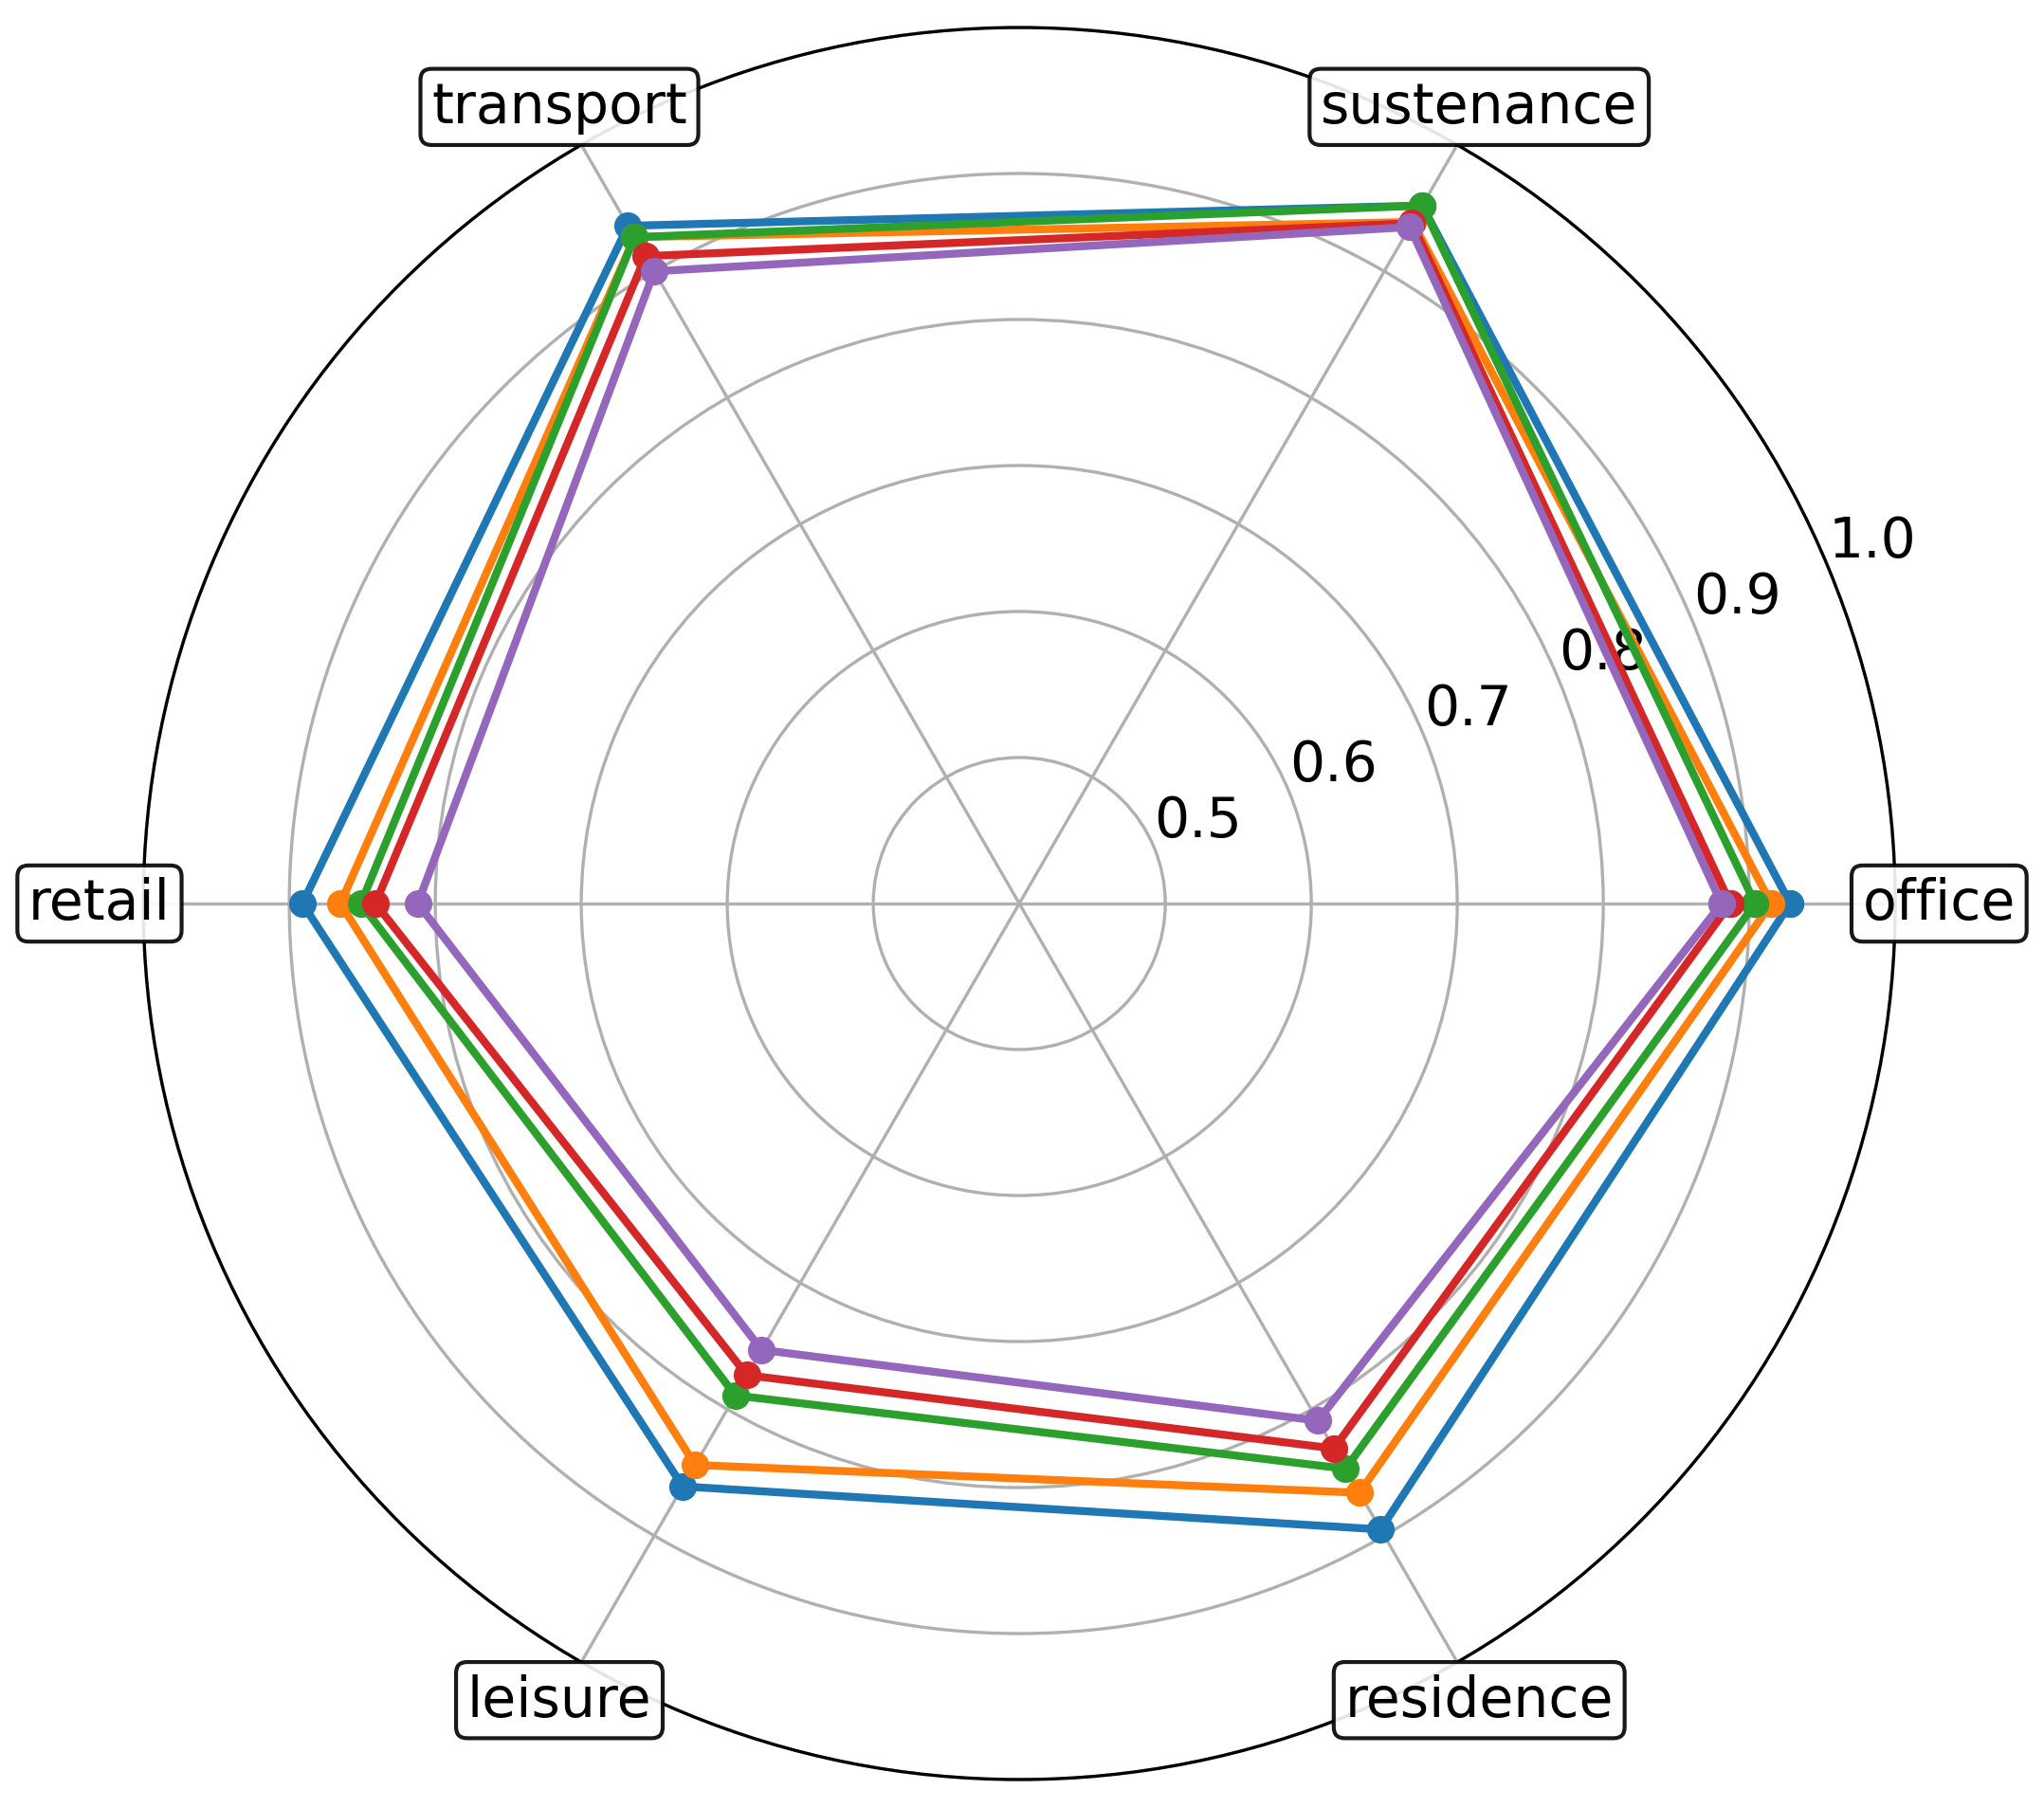 transport
sustenance
1.0
0.9
0.8
0.7
0.6
0.5
retail
office
leisure
residence